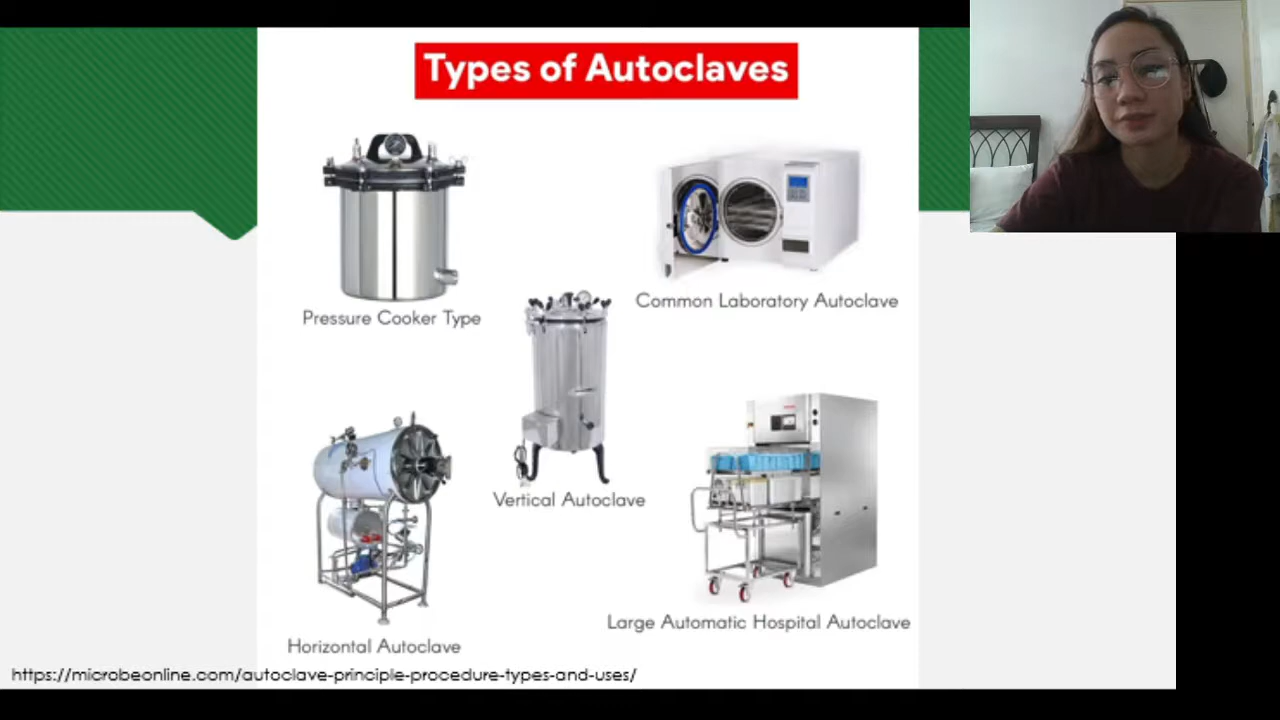 Types of Autoclaves
Pressure Cooker Type
Common Laboratory Autoclave
Vertical Autoclave
Horizontal Autoclave
Large Automatic Hospital Autoclave
https://microbeonline.com/autoclave-principle-procedure-types-and-uses/